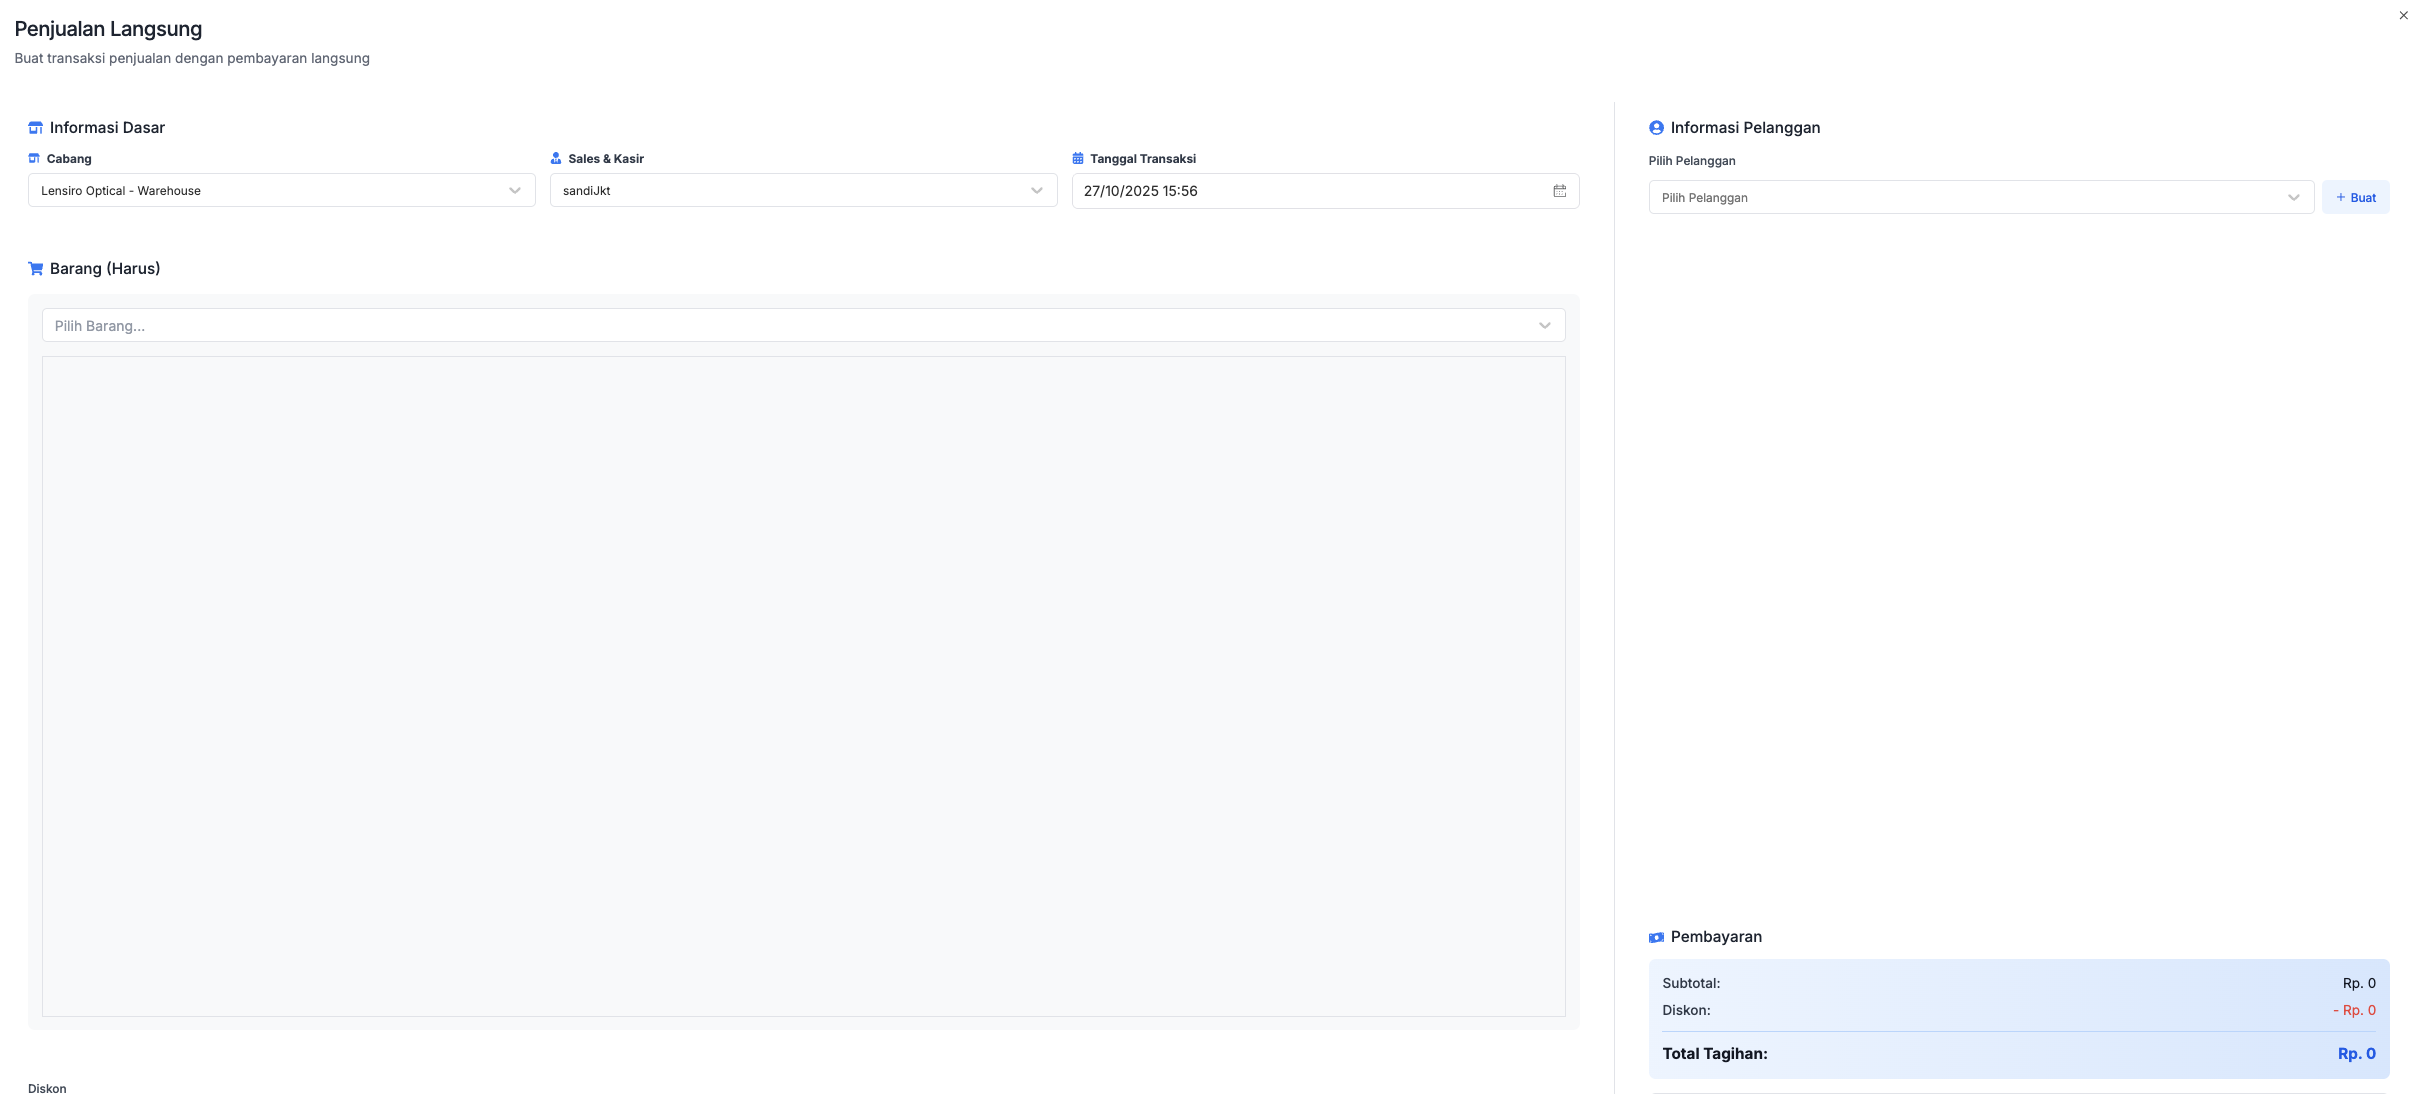 Penjualan Langsung
Buat transaksi penjualan dengan pembayaran langsung
Informasi Dasar
Cabang
Lensiro Optical - Warehouse
Sales & Kasir
sandiJkt
Tanggal Transaksi
27/10/2025 15:56
Barang (Harus)
Pilih Barang...
Diskon
Informasi Pelanggan
Pilih Pelanggan
Pilih Pelanggan
+ Buat
Pembayaran
Subtotal: Rp. 0
Diskon: - Rp. 0
Total Tagihan: Rp. 0